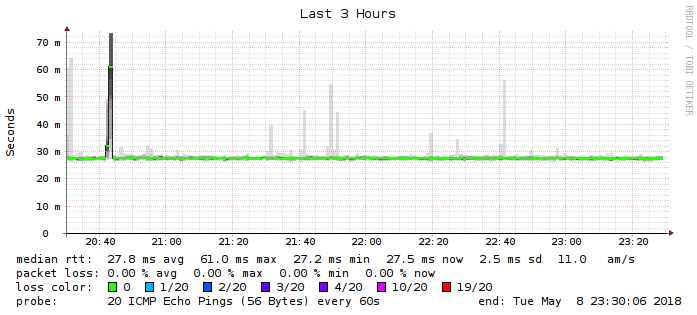 Last 3 Hours
RRDTOOL / TOBI OETIKER
Seconds
70 m
60 m
50 m
40 m
30 m
20 m
10 m
0
20:40 21:00 21:20 21:40 22:00 22:20 22:40 23:00 23:20
median rtt: 27.8 ms avg 61.0 ms max 27.2 ms min 27.5 ms now 2.5 ms sd 11.0 am/s
packet loss: 0.00 % avg 0.00 % max 0.00 % min 0.00 % now
loss color: 0 1/20 2/20 3/20 4/20 10/20 19/20
probe: 20 ICMP Echo Pings (56 Bytes) every 60s end: Tue May 8 23:30:06 2018